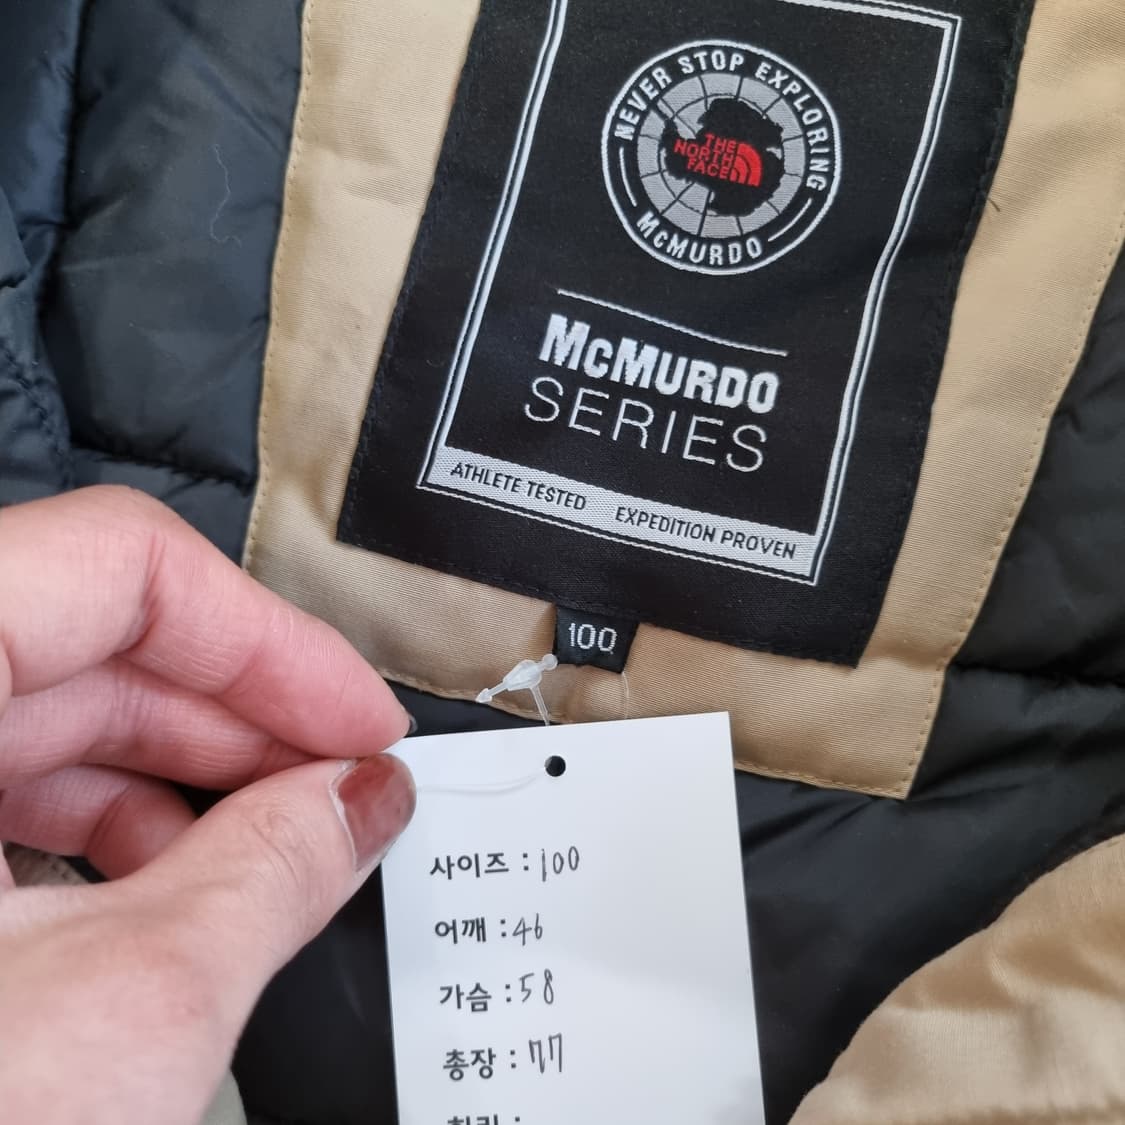 NEVER STOP EXPLORING
THE
NORTH
FACE
McMURDO
McMURDO
SERIES
ATHLETE TESTED EXPEDITION PROVEN
100
사이즈 : 100
어깨 : 46
가슴 : 58
총장 : 77